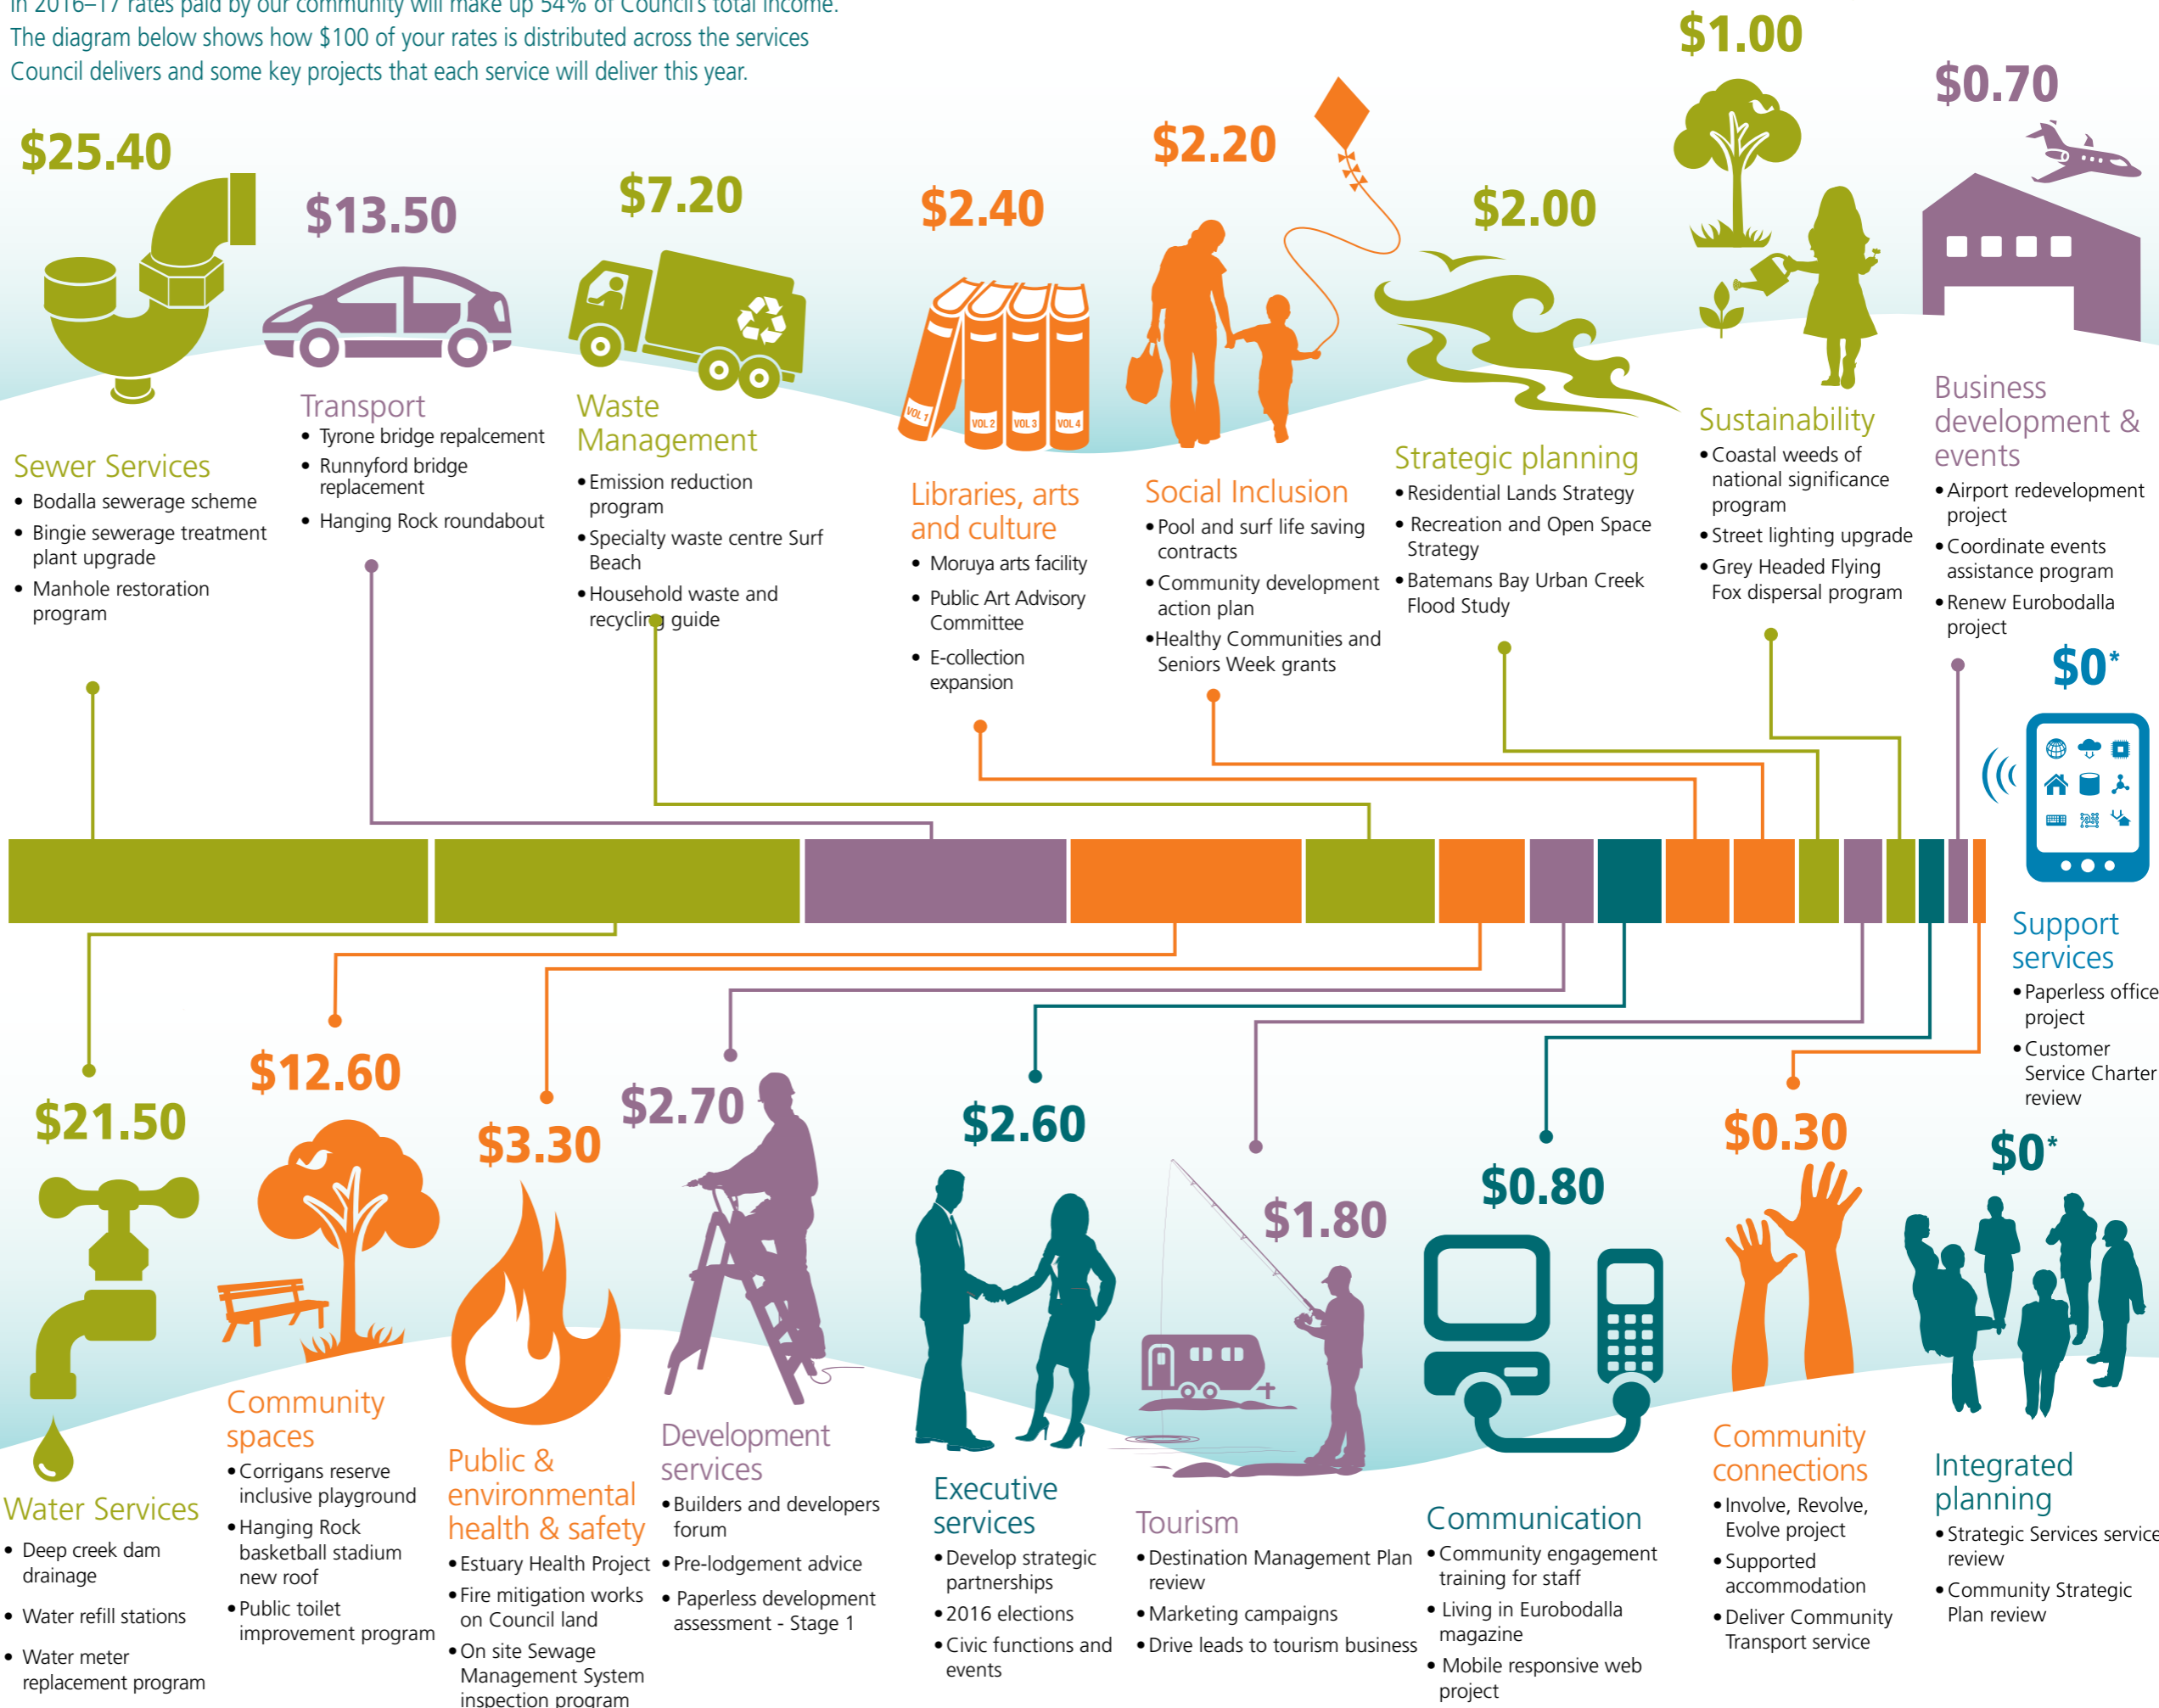 In 2016–17 rates paid by our community will make up 54% of Council's total income.
The diagram below shows how $100 of your rates is distributed across the services
Council delivers and some key projects that each service will deliver this year.
$25.40
Sewer Services
• Bodalla sewerage scheme
• Bingie sewerage treatment
plant upgrade
• Manhole restoration
program
$13.50
Transport
• Tyrone bridge repalcement
• Runnyford bridge
replacement
• Hanging Rock roundabout
$7.20
Waste
Management
• Emission reduction
program
• Specialty waste centre Surf
Beach
• Household waste and
recycling guide
$2.40
VOL 1
VOL 2
VOL 3
VOL 4
Libraries, arts
and culture
• Moruya arts facility
• Public Art Advisory
Committee
• E-collection
expansion
$2.20
Social Inclusion
• Pool and surf life saving
contracts
• Community development
action plan
• Healthy Communities and
Seniors Week grants
$2.00
Strategic planning
• Residential Lands Strategy
• Recreation and Open Space
Strategy
• Batemans Bay Urban Creek
Flood Study
$1.00
Sustainability
• Coastal weeds of
national significance
program
• Street lighting upgrade
• Grey Headed Flying
Fox dispersal program
$0.70
Business
development &
events
• Airport redevelopment
project
• Coordinate events
assistance program
• Renew Eurobodalla
project
$0*
Support
services
• Paperless office
project
• Customer
Service Charter
review
$21.50
Water Services
• Deep creek dam
drainage
• Water refill stations
• Water meter
replacement program
$12.60
Community
spaces
• Corrigans reserve
inclusive playground
• Hanging Rock
basketball stadium
new roof
• Public toilet
improvement program
$3.30
Public &
environmental
health & safety
• Estuary Health Project
• Fire mitigation works
on Council land
• On site Sewage
Management System
inspection program
$2.70
Development
services
• Builders and developers
forum
• Pre-lodgement advice
• Paperless development
assessment - Stage 1
$2.60
Executive
services
• Develop strategic
partnerships
• 2016 elections
• Civic functions and
events
$1.80
Tourism
• Destination Management Plan
review
• Marketing campaigns
• Drive leads to tourism business
$0.80
Communication
• Community engagement
training for staff
• Living in Eurobodalla
magazine
• Mobile responsive web
project
$0.30
Community
connections
• Involve, Revolve,
Evolve project
• Supported
accommodation
• Deliver Community
Transport service
$0*
Integrated
planning
• Strategic Services service
review
• Community Strategic
Plan review